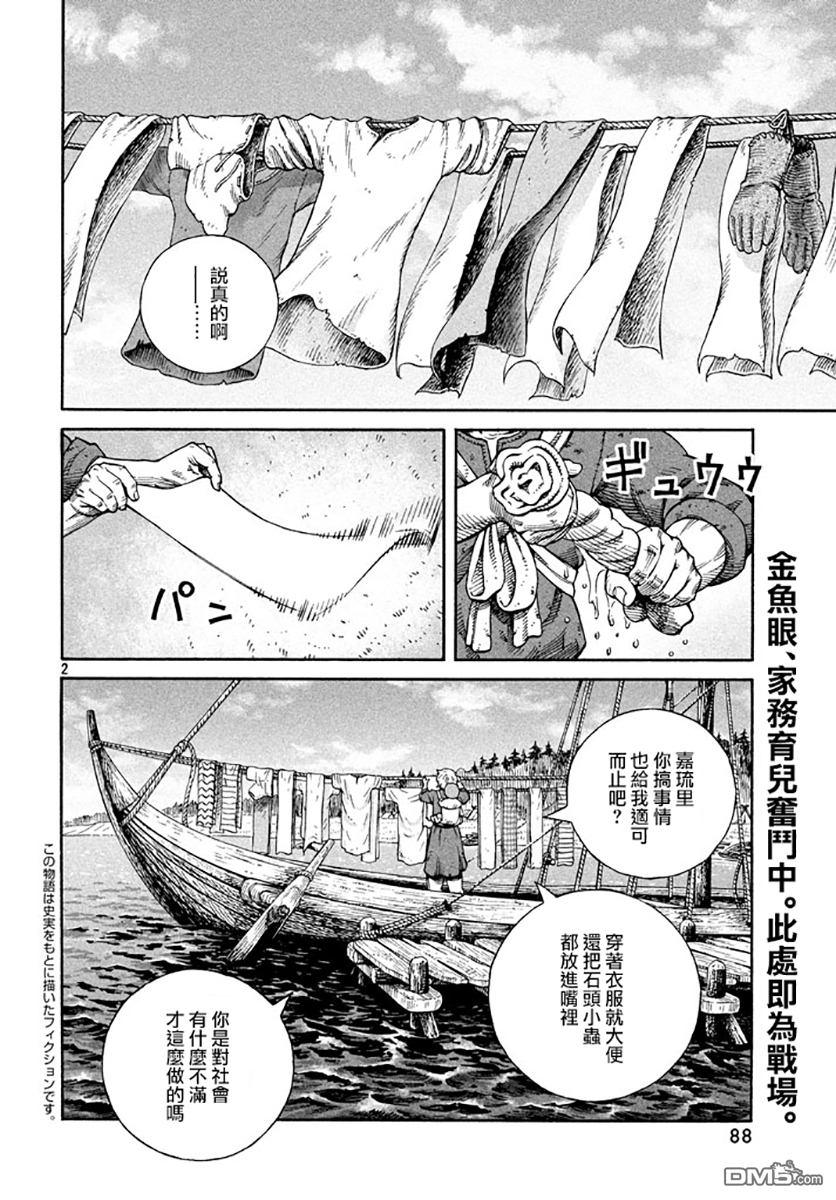 説真的啊
——……
ギュウウ
パン
2
金魚眼、家務育兒奮鬥中。此處即為戰場。
嘉琉里
你搞事情
也給我適可
而止吧？
穿著衣服就大便
還把石頭小蟲
都放進嘴裡
你是對社會
有什麼不滿
才這麼做的嗎
この物語は史実をもとに描いたフィクションです。
88
DM5.com